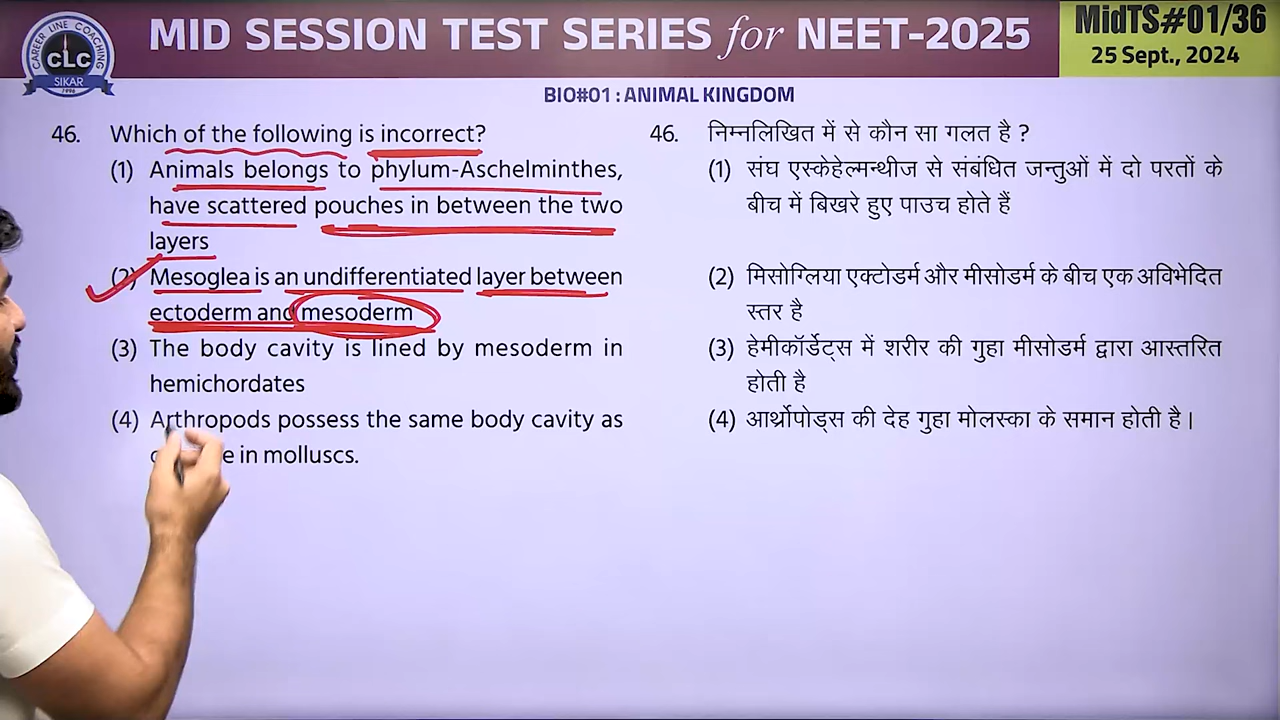 CAREER LINE COACHING
CLC
SIKAR
1996
MID SESSION TEST SERIES for NEET-2025
MidTS#01/36
25 Sept., 2024
BIO#01 : ANIMAL KINGDOM
46. Which of the following is incorrect?
(1) Animals belongs to phylum-Aschelminthes,
have scattered pouches in between the two
layers
(2) Mesoglea is an undifferentiated layer between
ectoderm and mesoderm
(3) The body cavity is lined by mesoderm in
hemichordates
(4) Arthropods possess the same body cavity as
in molluscs.
46. निम्नलिखित में से कौन सा गलत है ?
(1) संघ एस्केहेल्मन्थीज से संबंधित जन्तुओं में दो परतों के
बीच में बिखरे हुए पाउच होते हैं
(2) मिसोग्लिया एक्टोडर्म और मीसोडर्म के बीच एक अविभेदित
स्तर है
(3) हेमीकॉर्डेट्स में शरीर की गुहा मीसोडर्म द्वारा आस्तरित
होती है
(4) आर्थ्रोपोड्स की देह गुहा मोलस्का के समान होती है।